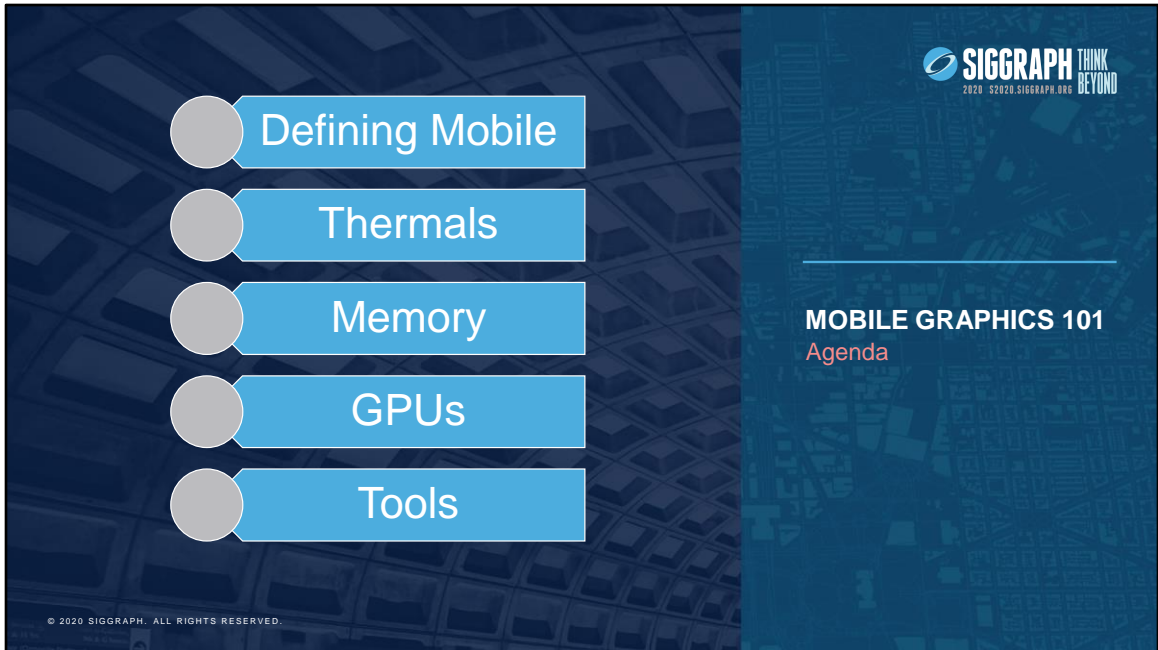 Defining Mobile
Thermals
Memory
GPUs
Tools
SIGGRAPH THINK
2020 S2020.SIGGRAPH.ORG BEYOND
MOBILE GRAPHICS 101
Agenda
© 2020 SIGGRAPH. ALL RIGHTS RESERVED.